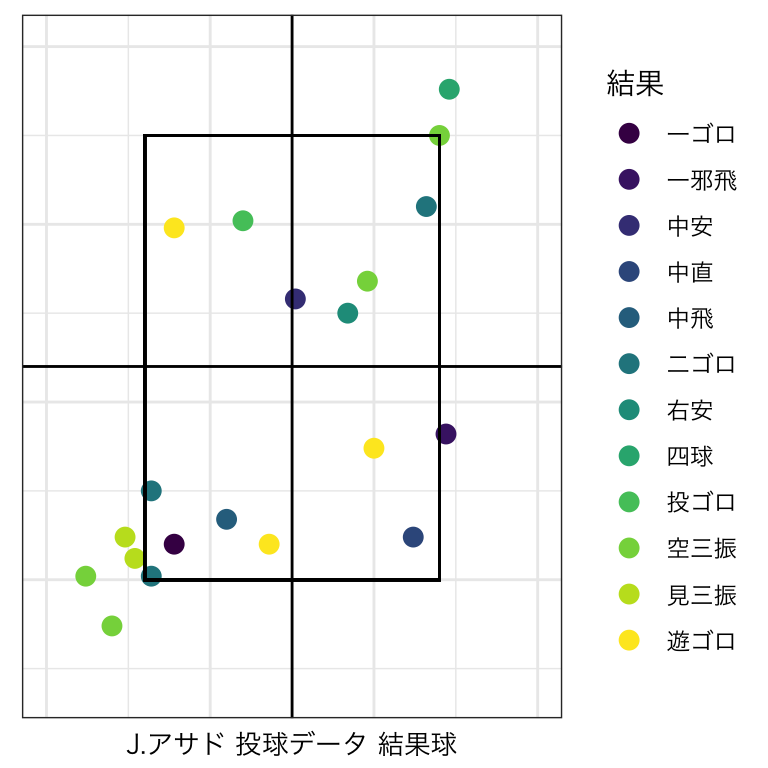 結果
一ゴロ
一邪飛
中安
中直
中飛
二ゴロ
右安
四球
投ゴロ
空三振
見三振
遊ゴロ
J.アサド 投球データ 結果球